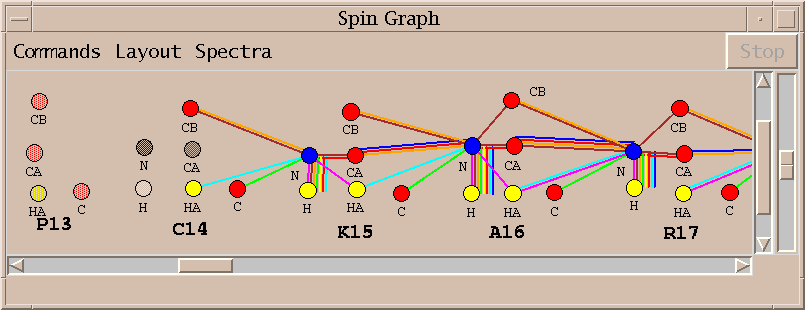 Spin Graph
Commands Layout Spectra Stop
CB CB CB CB CB
N CA
CA N CA N CA N CA
HA C H HA C H HA C H HA C H HA C
P13 C14 K15 A16 R17